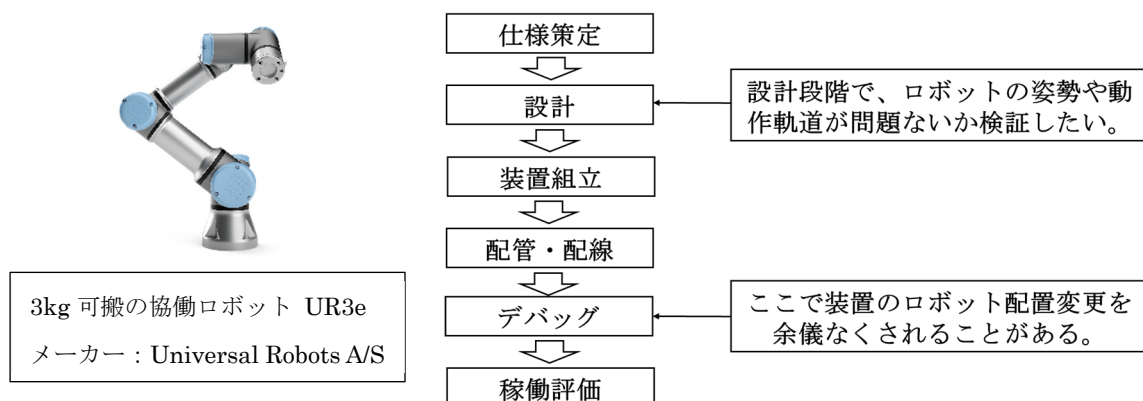 仕様策定
設計
設計段階で、ロボットの姿勢や動
作軌道が問題ないか検証したい。
装置組立
配管・配線
3kg 可搬の協働ロボット UR3e
メーカー：Universal Robots A/S
デバッグ
ここで装置のロボット配置変更を
余儀なくされることがある。
稼働評価